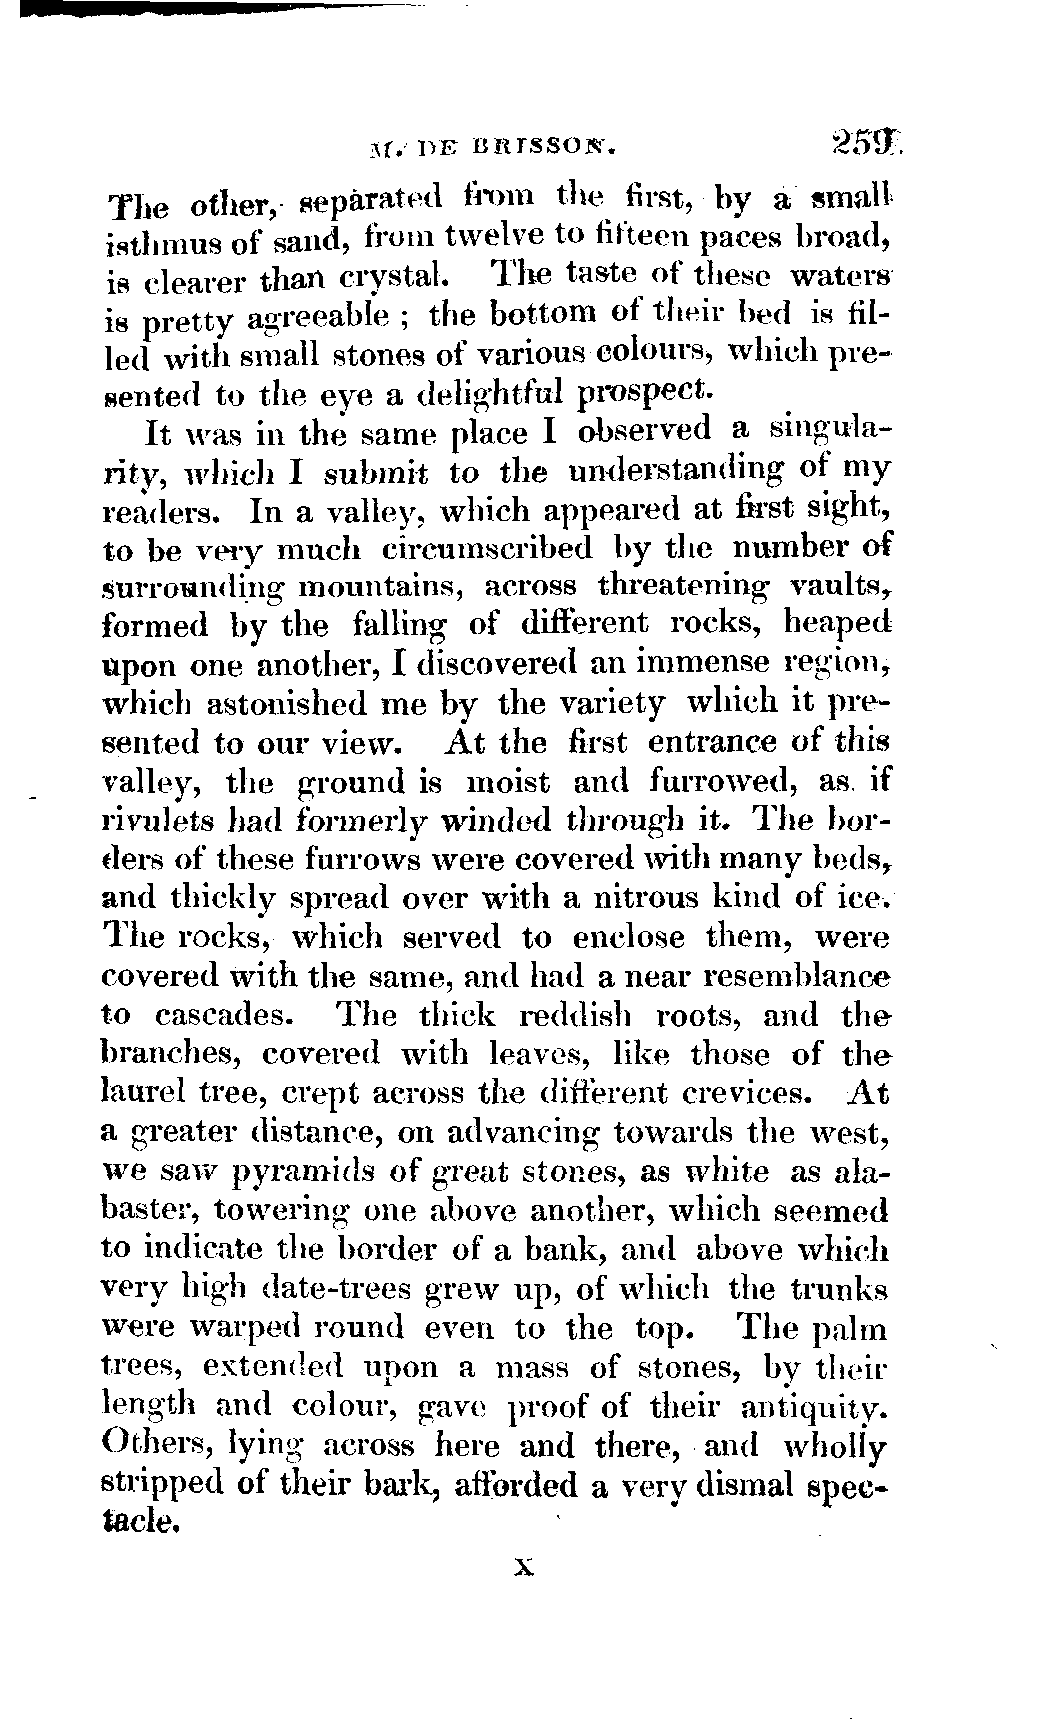 M. DE BRISSON. 259
The other, separated from the first, by a small
isthmus of sand, from twelve to fifteen paces broad,
is clearer than crystal. The taste of these waters
is pretty agreeable ; the bottom of their bed is fil-
led with small stones of various colours, which pre-
sented to the eye a delightful prospect.
It was in the same place I observed a singula-
rity, which I submit to the understanding of my
readers. In a valley, which appeared at first sight,
to be very much circumscribed by the number of
surrounding mountains, across threatening vaults,
formed by the falling of different rocks, heaped
upon one another, I discovered an immense region,
which astonished me by the variety which it pre-
sented to our view. At the first entrance of this
valley, the ground is moist and furrowed, as if
rivulets had formerly winded through it. The bor-
ders of these furrows were covered with many beds,
and thickly spread over with a nitrous kind of ice.
The rocks, which served to enclose them, were
covered with the same, and had a near resemblance
to cascades. The thick reddish roots, and the
branches, covered with leaves, like those of the
laurel tree, crept across the different crevices. At
a greater distance, on advancing towards the west,
we saw pyramids of great stones, as white as ala-
baster, towering one above another, which seemed
to indicate the border of a bank, and above which
very high date-trees grew up, of which the trunks
were warped round even to the top. The palm
trees, extended upon a mass of stones, by their
length and colour, gave proof of their antiquity.
Others, lying across here and there, and wholly
stripped of their bark, afforded a very dismal spec-
tacle.
X